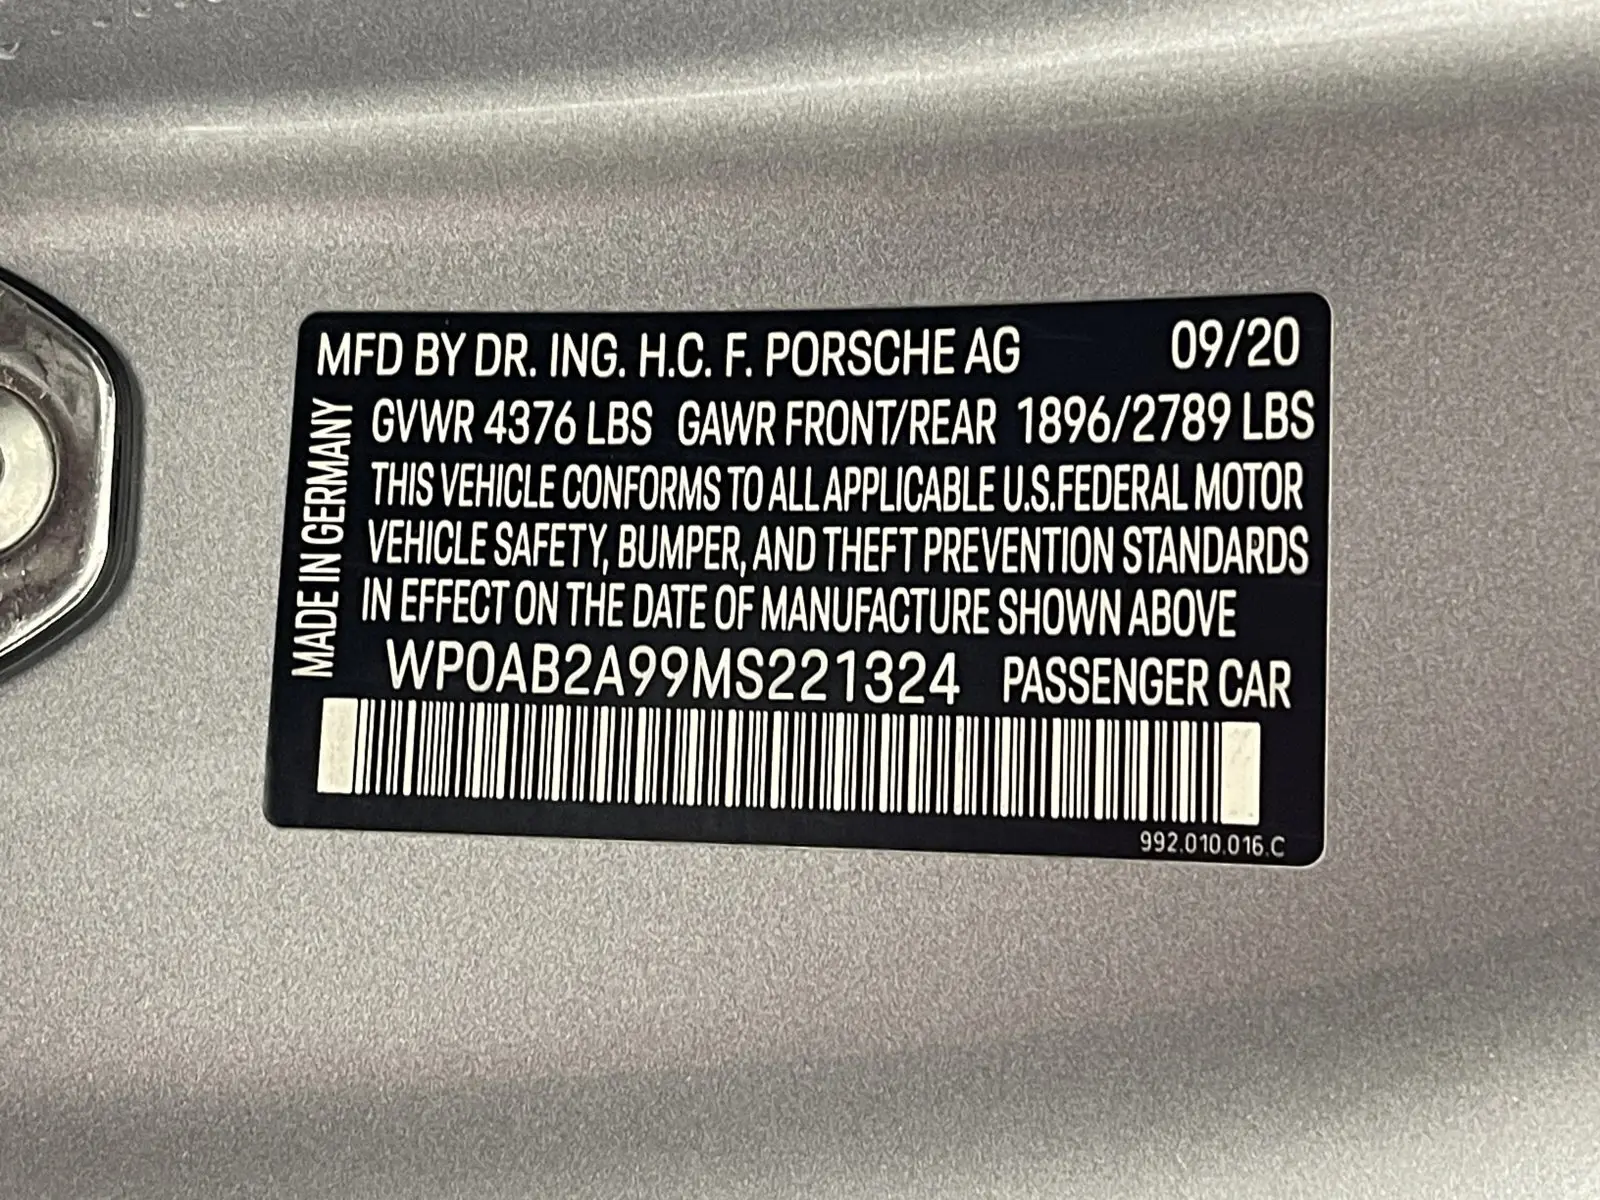 MFD BY DR. ING. H.C. F. PORSCHE AG 09/20
GVWR 4376 LBS GAWR FRONT/REAR 1896/2789 LBS
THIS VEHICLE CONFORMS TO ALL APPLICABLE U.S.FEDERAL MOTOR
VEHICLE SAFETY, BUMPER, AND THEFT PREVENTION STANDARDS
IN EFFECT ON THE DATE OF MANUFACTURE SHOWN ABOVE
WP0AB2A99MS221324 PASSENGER CAR
MADE IN GERMANY
992.010.016.C